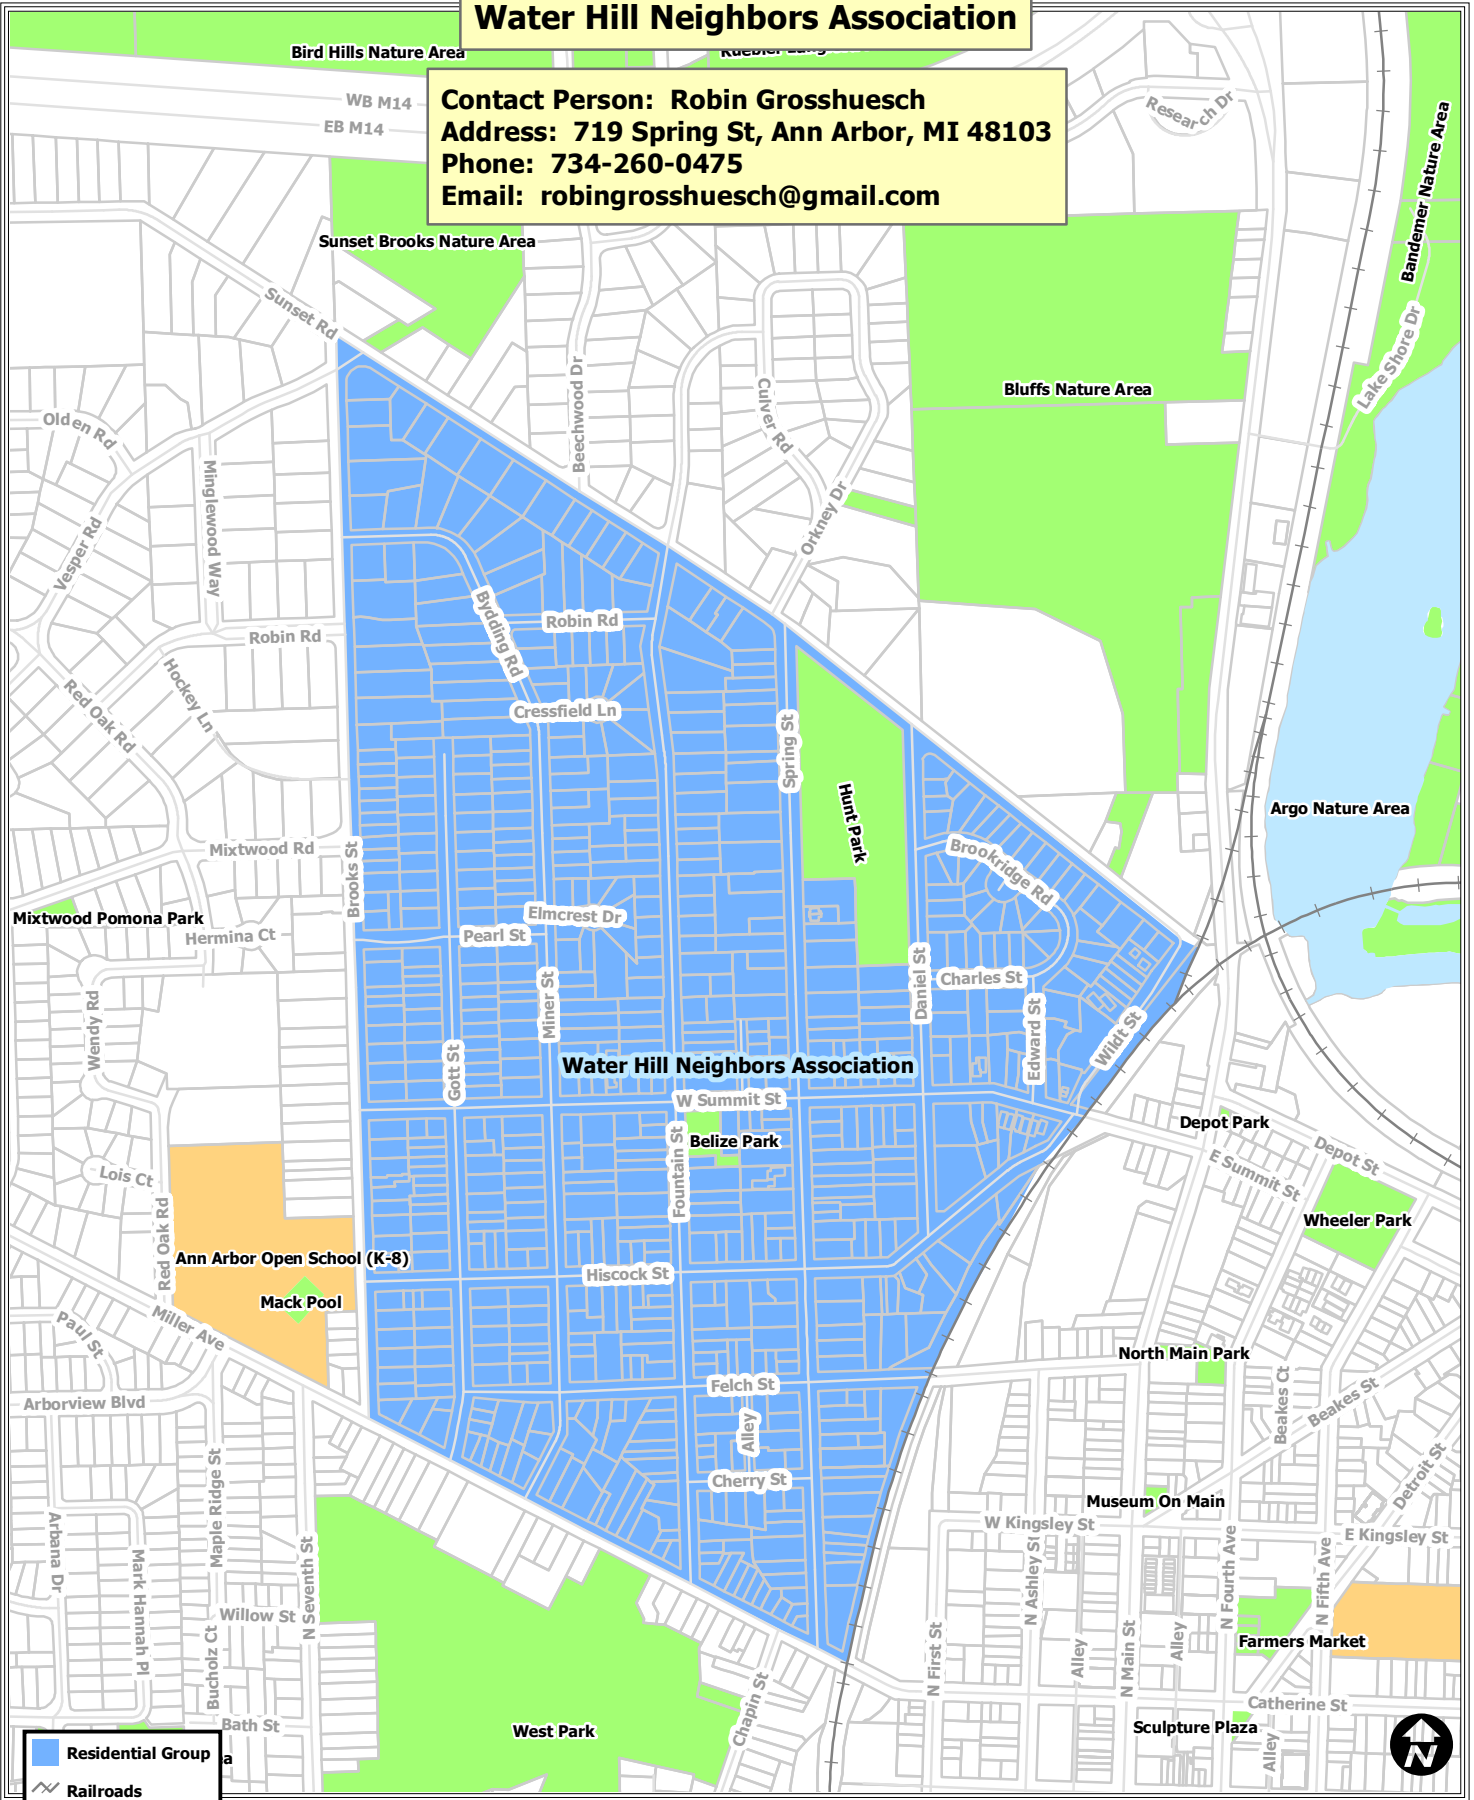 Water Hill Neighbors Association
Bird Hills Nature Area
WB M14
EB M14
Contact Person: Robin Grosshuesch
Address: 719 Spring St, Ann Arbor, MI 48103
Phone: 734-260-0475
Email: robingrosshuesch@gmail.com
Research Dr
Bandemer Nature Area
Sunset Brooks Nature Area
Sunset Rd
Lake Shore Dr
Beechwood Dr
Culver Rd
Bluffs Nature Area
Olden Rd
Minglewood Way
Orkney Dr
Vesper Rd
Bydding Rd
Robin Rd
Robin Rd
Hockey Ln
Red Oak Rd
Cressfield Ln
Spring St
Hunt Park
Argo Nature Area
Mixtwood Rd
Brooks St
Brookridge Rd
Mixtwood Pomona Park
Elmcrest Dr
Hermina Ct
Pearl St
Daniel St
Charles St
Wendy Rd
Miner St
Edward St
Wildt St
Gott St
Water Hill Neighbors Association
W Summit St
Depot Park
Belize Park
Fountain St
Depot St
E Summit St
Lois Ct
Red Oak Rd
Wheeler Park
Ann Arbor Open School (K-8)
Hiscock St
Mack Pool
Miller Ave
Paul St
North Main Park
Felch St
Beakes Ct
Beakes St
Arborview Blvd
Alley
Maple Ridge St
Cherry St
Detroit St
Museum On Main
W Kingsley St
E Kingsley St
Arbana Dr
Mark Hannah Pl
N Seventh St
N Ashley St
N Fourth Ave
N Fifth Ave
Willow St
Bucholz Ct
N First St
Alley
N Main St
Alley
Farmers Market
Chapin St
Catherine St
Bath St
West Park
Sculpture Plaza
Alley
Residential Group
Railroads
N